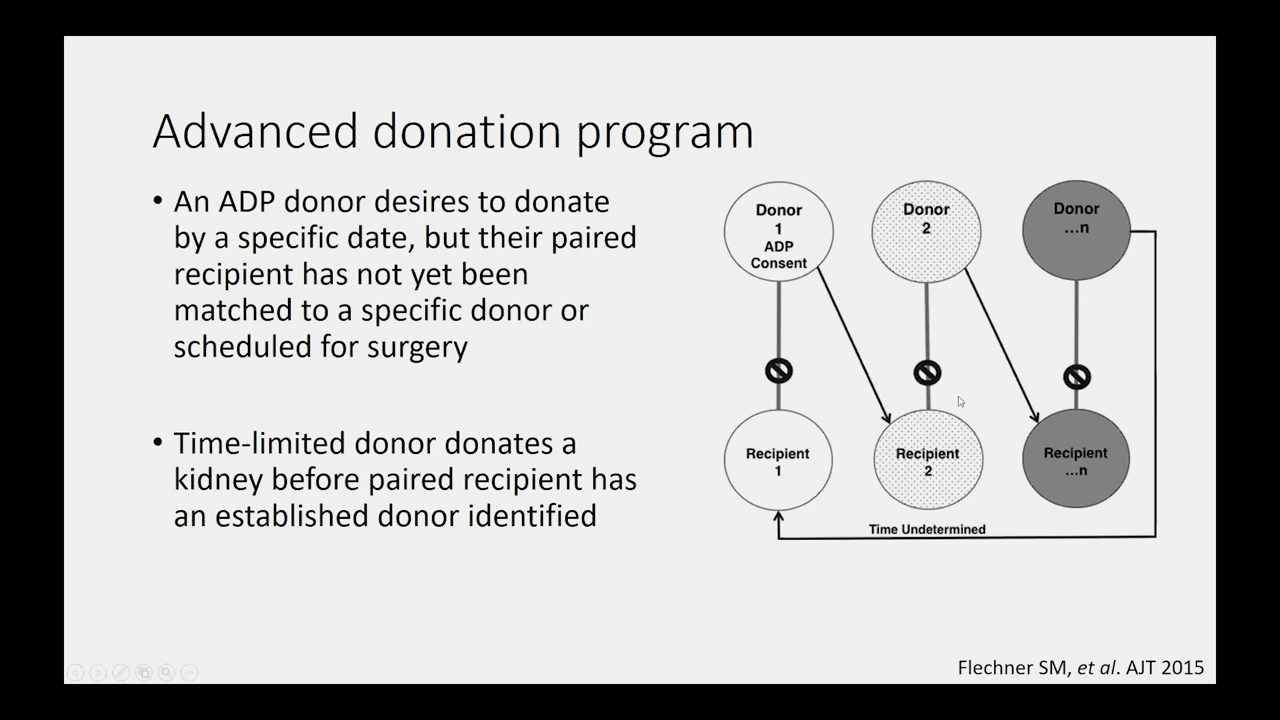 Advanced donation program
• An ADP donor desires to donate
by a specific date, but their paired
recipient has not yet been
matched to a specific donor or
scheduled for surgery
• Time-limited donor donates a
kidney before paired recipient has
an established donor identified
Donor
1
ADP
Consent
Donor
2
Donor
...n
Recipient
1
Recipient
2
Recipient
...n
Time Undetermined
Flechner SM, et al. AJT 2015